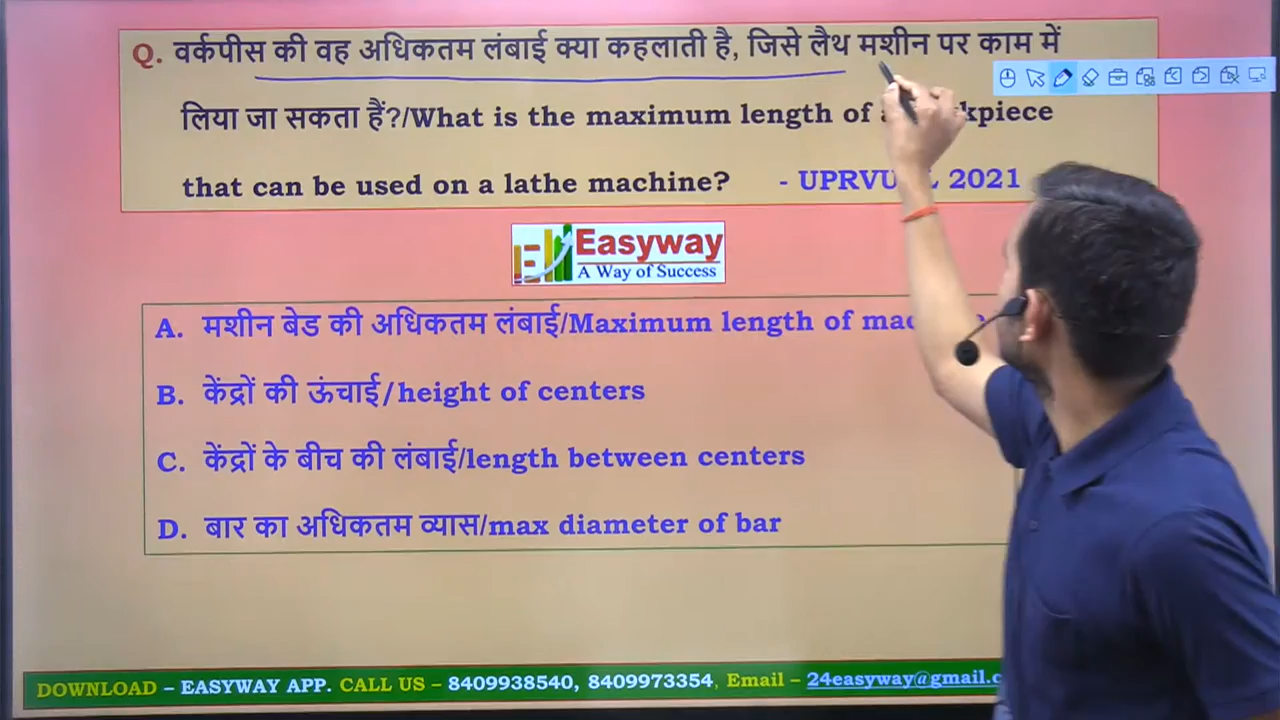 Q. वर्कपीस की वह अधिकतम लंबाई क्या कहलाती है, जिसे लैथ मशीन पर काम में
लिया जा सकता हैं?/What is the maximum length of
that can be used on a lathe machine? - 2021
Easyway
A Way of Success
A. मशीन बेड की अधिकतम लंबाई/Maximum length of
B. केंद्रों की ऊंचाई/height of centers
C. केंद्रों के बीच की लंबाई/length between centers
D. बार का अधिकतम व्यास/max diameter of bar
DOWNLOAD – EASYWAY APP. CALL US – 8409938540, 8409973354, Email –